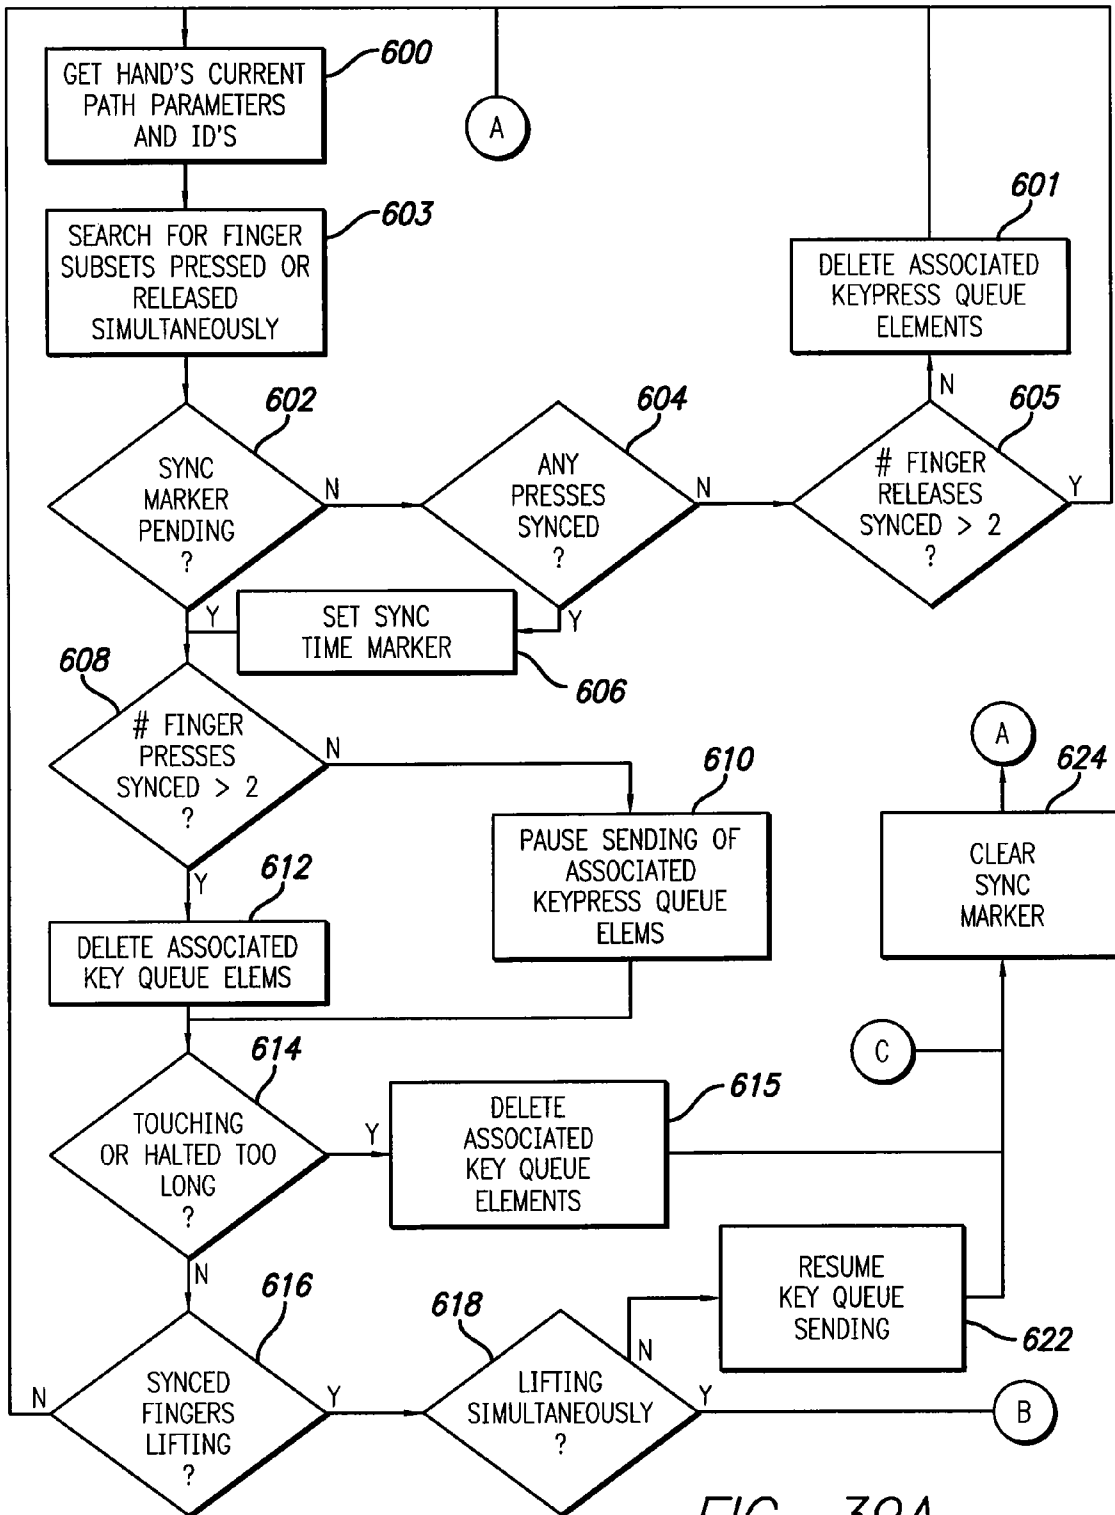 GET HAND'S CURRENT
PATH PARAMETERS
AND ID'S
600
A
SEARCH FOR FINGER
SUBSETS PRESSED OR
RELEASED
SIMULTANEOUSLY
603
601
DELETE ASSOCIATED
KEYPRESS QUEUE
ELEMENTS
N
602
SYNC
MARKER
PENDING
?
N
Y
604
ANY
PRESSES
SYNCED
?
N
Y
605
# FINGER
RELEASES
SYNCED > 2
?
Y
SET SYNC
TIME MARKER
606
608
# FINGER
PRESSES
SYNCED > 2
?
N
Y
610
PAUSE SENDING OF
ASSOCIATED
KEYPRESS QUEUE
ELEMS
A
624
CLEAR
SYNC
MARKER
612
DELETE ASSOCIATED
KEY QUEUE ELEMS
C
614
TOUCHING
OR HALTED TOO
LONG
?
Y
N
DELETE
ASSOCIATED
KEY QUEUE
ELEMENTS
615
RESUME
KEY QUEUE
SENDING
622
616
N
SYNCED
FINGERS
LIFTING
?
Y
618
LIFTING
SIMULTANEOUSLY
?
N
Y
B
FIG. 39A